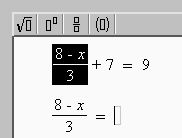 √▯ ▯▯ ▯/▯ (▯)
(8 - x)/3 + 7 = 9
(8 - x)/3 = ▯